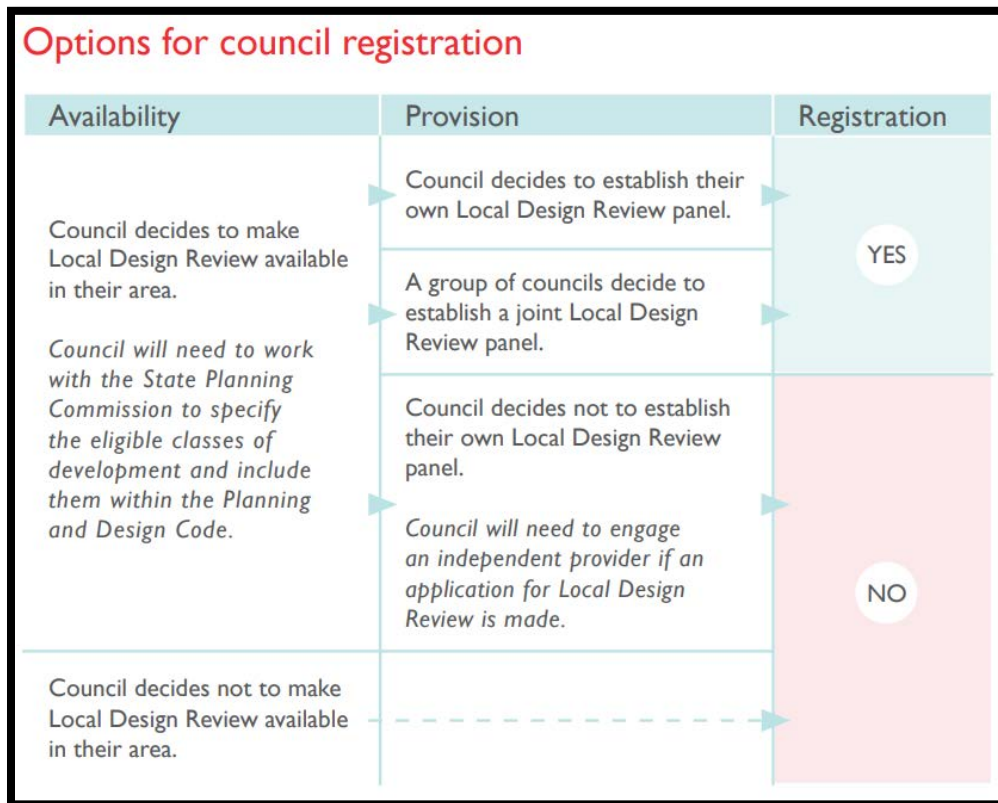 Options for council registration
Availability
Provision
Registration
Council decides to make
Local Design Review available
in their area.
Council will need to work
with the State Planning
Commission to specify
the eligible classes of
development and include
them within the Planning
and Design Code.
Council decides to establish their
own Local Design Review panel.
A group of councils decide to
establish a joint Local Design
Review panel.
YES
Council decides not to establish
their own Local Design Review
panel.
Council will need to engage
an independent provider if an
application for Local Design
Review is made.
NO
Council decides not to make
Local Design Review available
in their area.